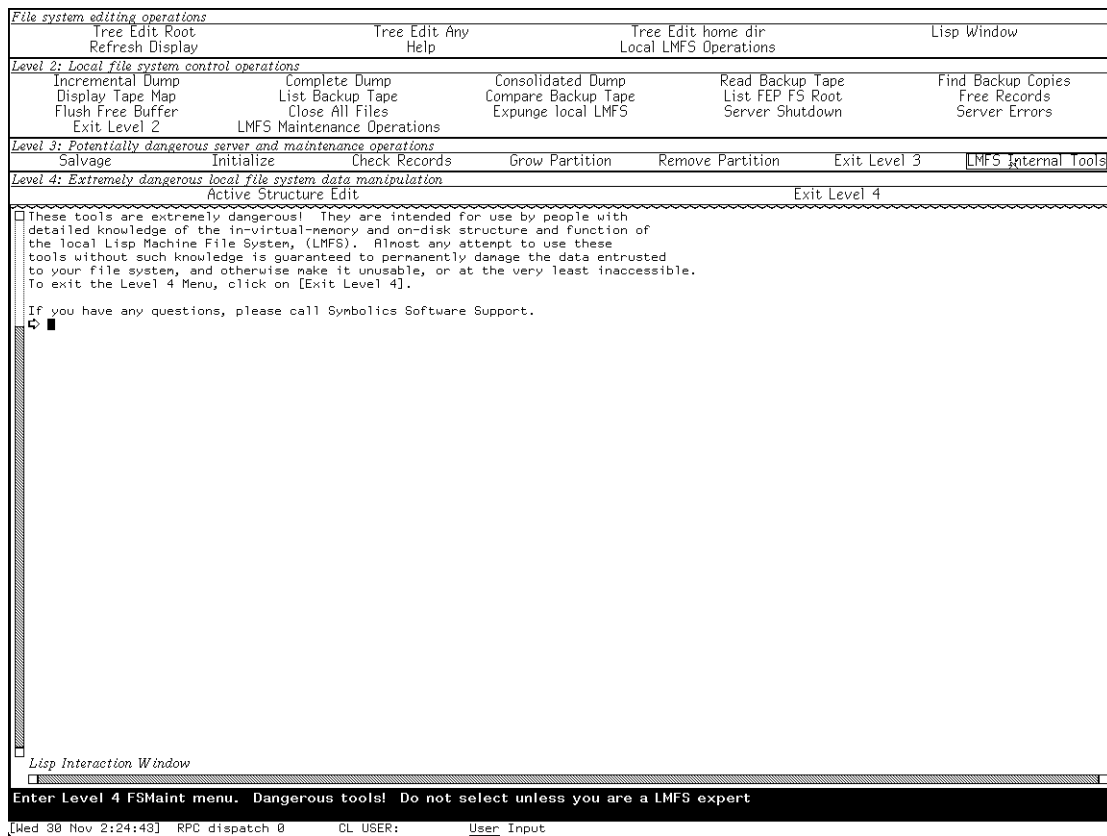 File system editing operations
Tree Edit Root Tree Edit Any Tree Edit home dir Lisp Window
Refresh Display Help Local LMFS Operations
Level 2: Local file system control operations
Incremental Dump Complete Dump Consolidated Dump Read Backup Tape Find Backup Copies
Display Tape Map List Backup Tape Compare Backup Tape List FEP FS Root Free Records
Flush Free Buffer Close All Files Expunge local LMFS Server Shutdown Server Errors
Exit Level 2 LMFS Maintenance Operations
Level 3: Potentially dangerous server and maintenance operations
Salvage Initialize Check Records Grow Partition Remove Partition Exit Level 3 LMFS Internal Tools
Level 4: Extremely dangerous local file system data manipulation
Active Structure Edit Exit Level 4
These tools are extremely dangerous! They are intended for use by people with
detailed knowledge of the in-virtual-memory and on-disk structure and function of
the local Lisp Machine File System, (LMFS). Almost any attempt to use these
tools without such knowledge is guaranteed to permanently damage the data entrusted
to your file system, and otherwise make it unusable, or at the very least inaccessible.
To exit the Level 4 Menu, click on [Exit Level 4].
If you have any questions, please call Symbolics Software Support.
Lisp Interaction Window
Enter Level 4 FSMaint menu. Dangerous tools! Do not select unless you are a LMFS expert
[Wed 30 Nov 2:24:43] RPC dispatch 0 CL USER: User Input